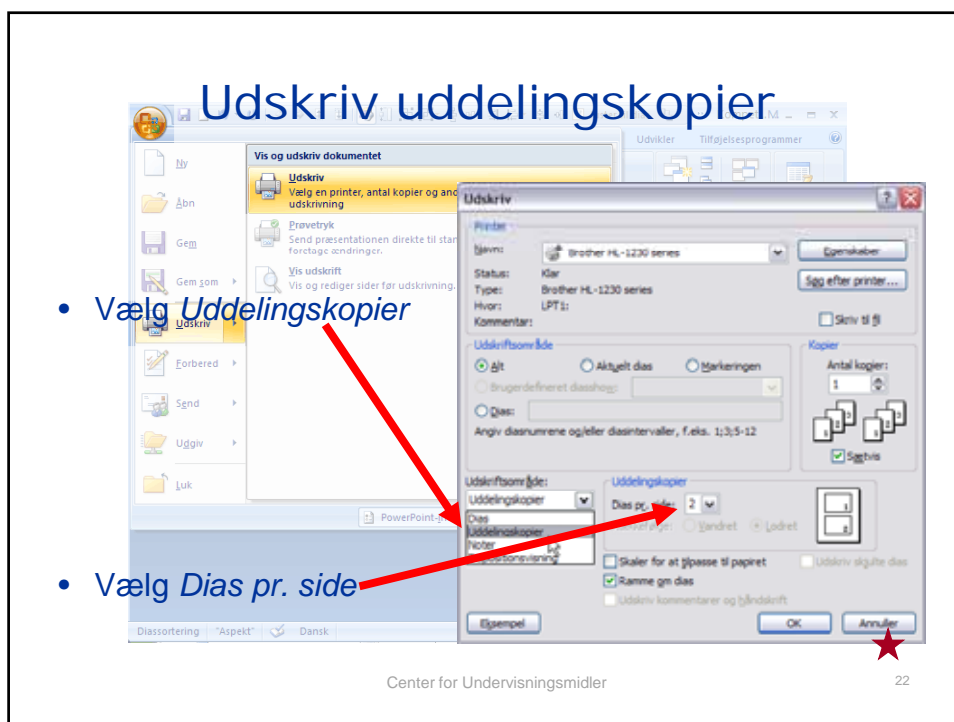 Udskriv uddelingskopier
Udvikler Tilføjelsesprogrammer
Ny
Åbn
Gem
Gem som
Udskriv
Forbered
Send
Udgiv
Luk
Vis og udskriv dokumentet
Udskriv
Vælg en printer, antal kopier og
udskrivning
Prøvetryk
Send præsentationen direkte til
foretage ændringer.
Vis udskrift
Vis og rediger sider før udskrivning.
• Vælg Uddelingskopier
• Vælg Dias pr. side
Diassortering "Aspekt" Dansk
Udskriv
Printer
Navn: Brother HL-1230 series Egenskaber
Status: Klar Søg efter printer...
Type: Brother HL-1230 series
Hvor: LPT1:
Kommentar: Skriv til fil
Udskriftsområde
Alt Aktuelt dias Markeringen
Brugerdefineret diasshow:
Dias:
Angiv diasnumrene og/eller diasintervaller, f.eks. 1;3;5-12
Kopier
Antal kopier:
1
Sætvis
Udskriftsområde:
Uddelingskopier
Dias
Uddelingskopier
Noter
Uddelingskopier
Dias pr. side: 2
Vandret Lodret
1
2
Skaler for at tilpasse til papiret Udskriv skjulte dias
Ramme om dias
Udskriv kommentarer og håndskrift
Eksempel OK Annuller
Center for Undervisningsmidler
22